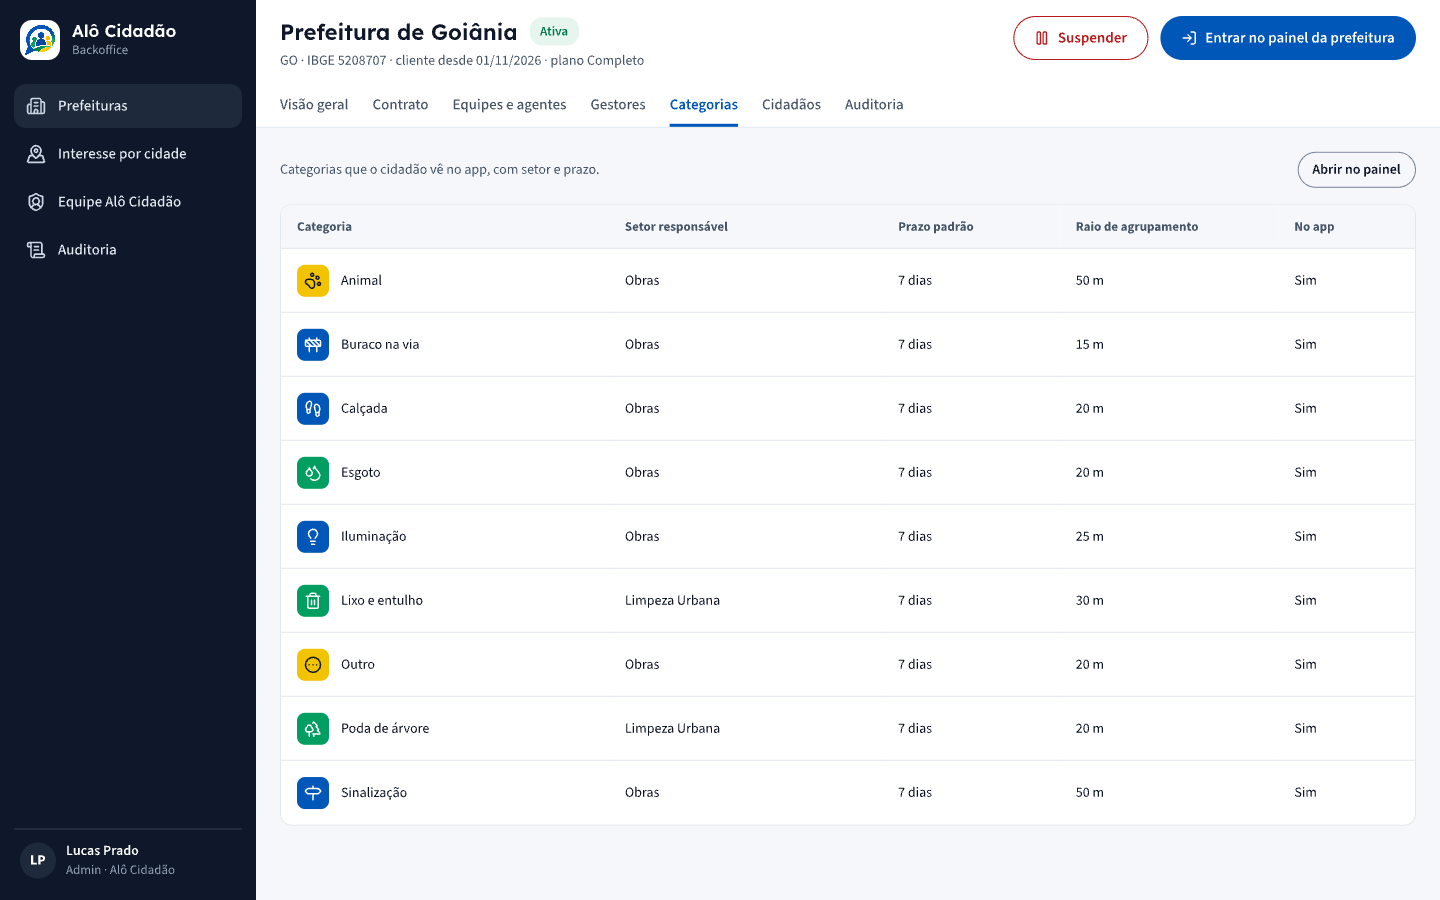 Alô Cidadão
Backoffice
Prefeituras
Interesse por cidade
Equipe Alô Cidadão
Auditoria
LP
Lucas Prado
Admin · Alô Cidadão
Prefeitura de Goiânia Ativa
GO · IBGE 5208707 · cliente desde 01/11/2026 · plano Completo
Suspender Entrar no painel da prefeitura
Visão geral Contrato Equipes e agentes Gestores Categorias Cidadãos Auditoria
Categorias que o cidadão vê no app, com setor e prazo. Abrir no painel
Categoria Setor responsável Prazo padrão Raio de agrupamento No app
Animal Obras 7 dias 50 m Sim
Buraco na via Obras 7 dias 15 m Sim
Calçada Obras 7 dias 20 m Sim
Esgoto Obras 7 dias 20 m Sim
Iluminação Obras 7 dias 25 m Sim
Lixo e entulho Limpeza Urbana 7 dias 30 m Sim
Outro Obras 7 dias 20 m Sim
Poda de árvore Limpeza Urbana 7 dias 20 m Sim
Sinalização Obras 7 dias 50 m Sim